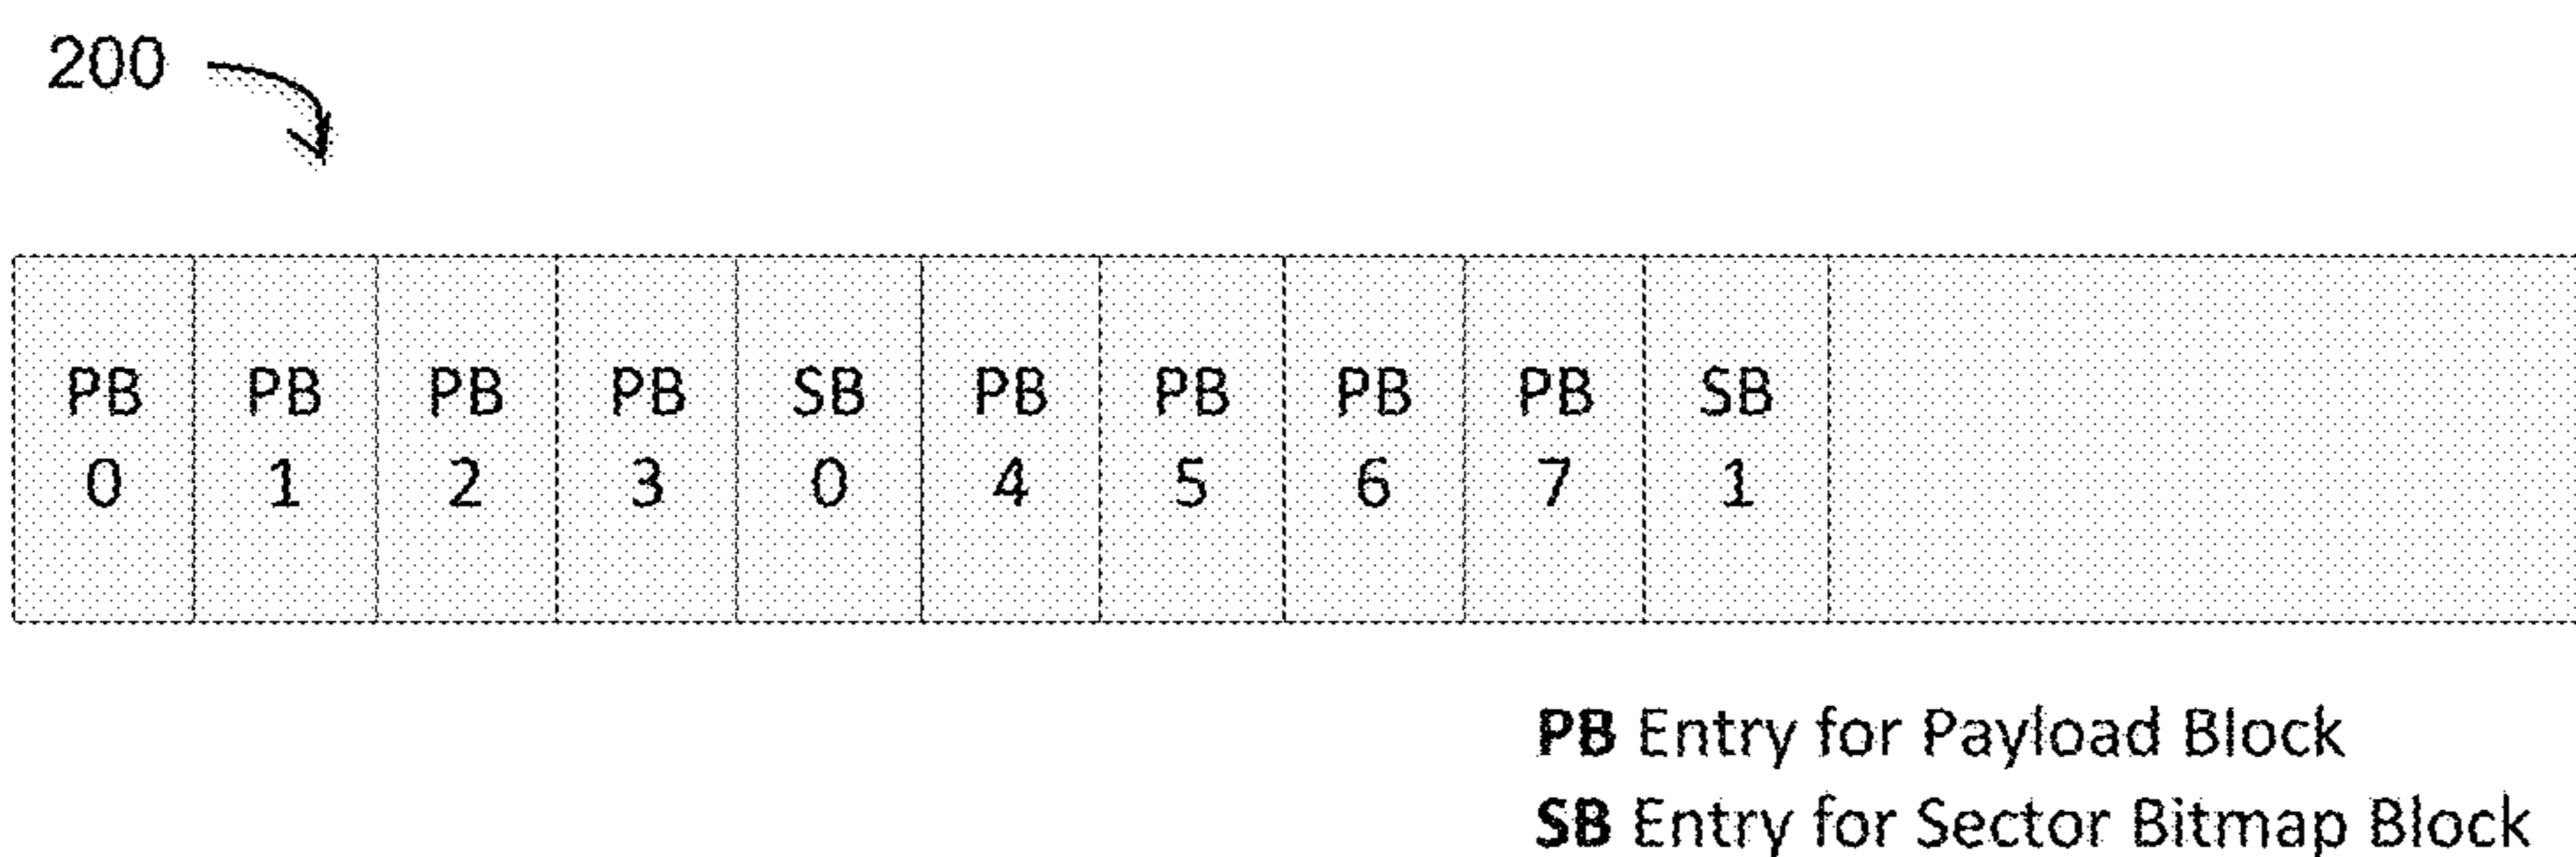 200
PB PB PB PB SB PB PB PB PB SB
0 1 2 3 0 4 5 6 7 1
PB Entry for Payload Block
SB Entry for Sector Bitmap Block